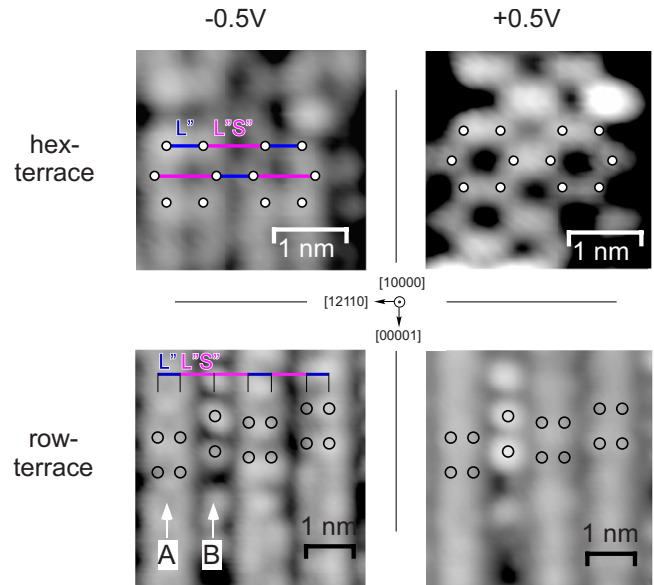 -0.5V
+0.5V
hex-
terrace
L” L”S”
1 nm
1 nm
[10000]
[12110]
[00001]
row-
terrace
L” L”S”
A
B
1 nm
1 nm